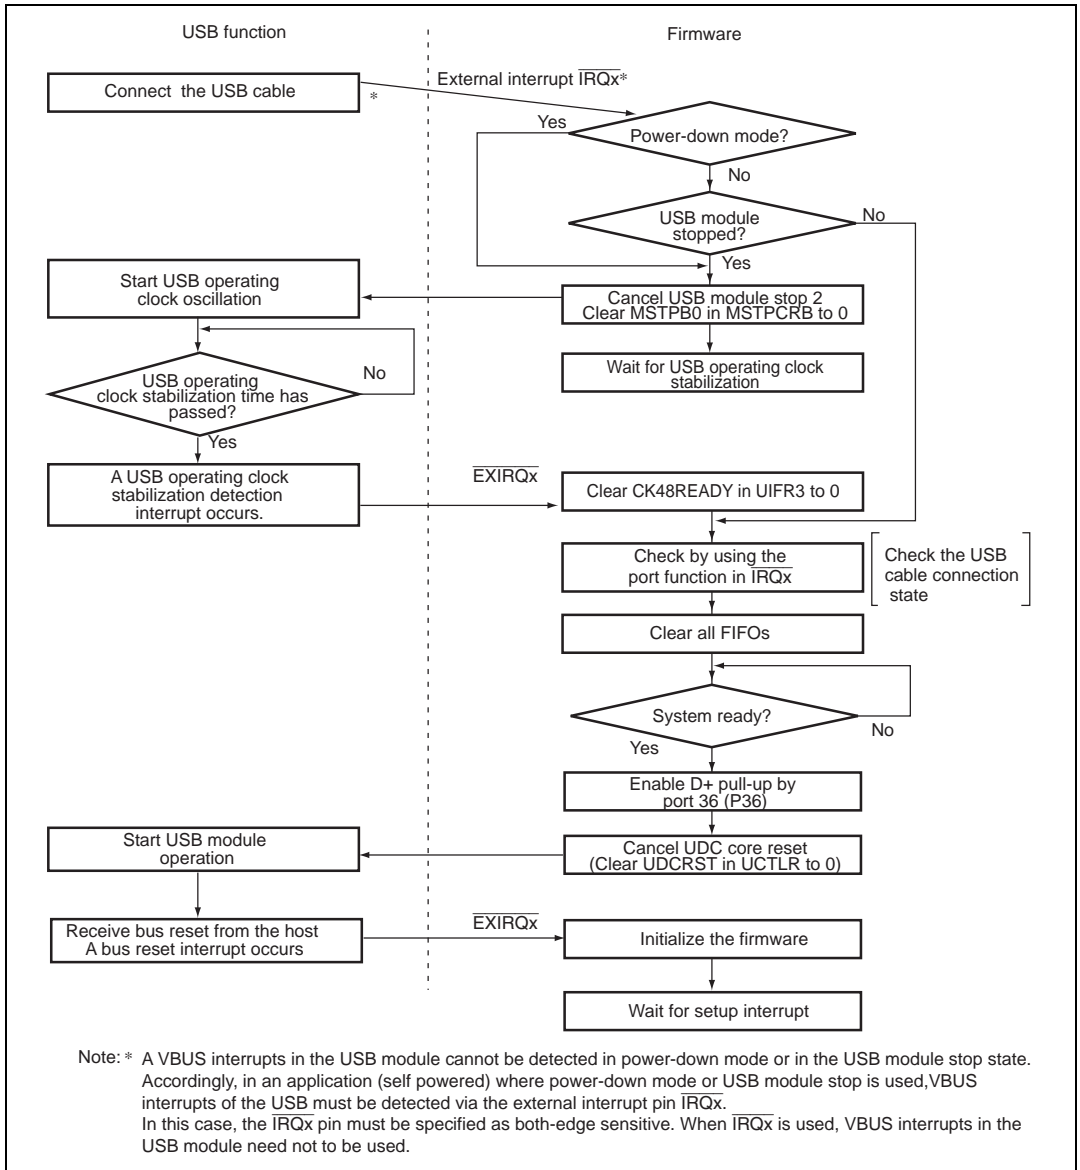 USB function
Firmware
Connect the USB cable
*
External interrupt IRQx*
Power-down mode?
Yes
No
USB module
stopped?
No
Yes
Start USB operating
clock oscillation
Cancel USB module stop 2
Clear MSTPB0 in MSTPCRB to 0
Wait for USB operating clock
stabilization
USB operating
clock stabilization time has
passed?
No
Yes
A USB operating clock
stabilization detection
interrupt occurs.
EXIRQx
Clear CK48READY in UIFR3 to 0
Check by using the
port function in IRQx
Check the USB
cable connection
state
Clear all FIFOs
System ready?
No
Yes
Enable D+ pull-up by
port 36 (P36)
Start USB module
operation
Cancel UDC core reset
(Clear UDCRST in UCTLR to 0)
Receive bus reset from the host
A bus reset interrupt occurs
EXIRQx
Initialize the firmware
Wait for setup interrupt
Note: * A VBUS interrupts in the USB module cannot be detected in power-down mode or in the USB module stop state.
Accordingly, in an application (self powered) where power-down mode or USB module stop is used,VBUS
interrupts of the USB must be detected via the external interrupt pin IRQx.
In this case, the IRQx pin must be specified as both-edge sensitive. When IRQx is used, VBUS interrupts in the
USB module need not to be used.